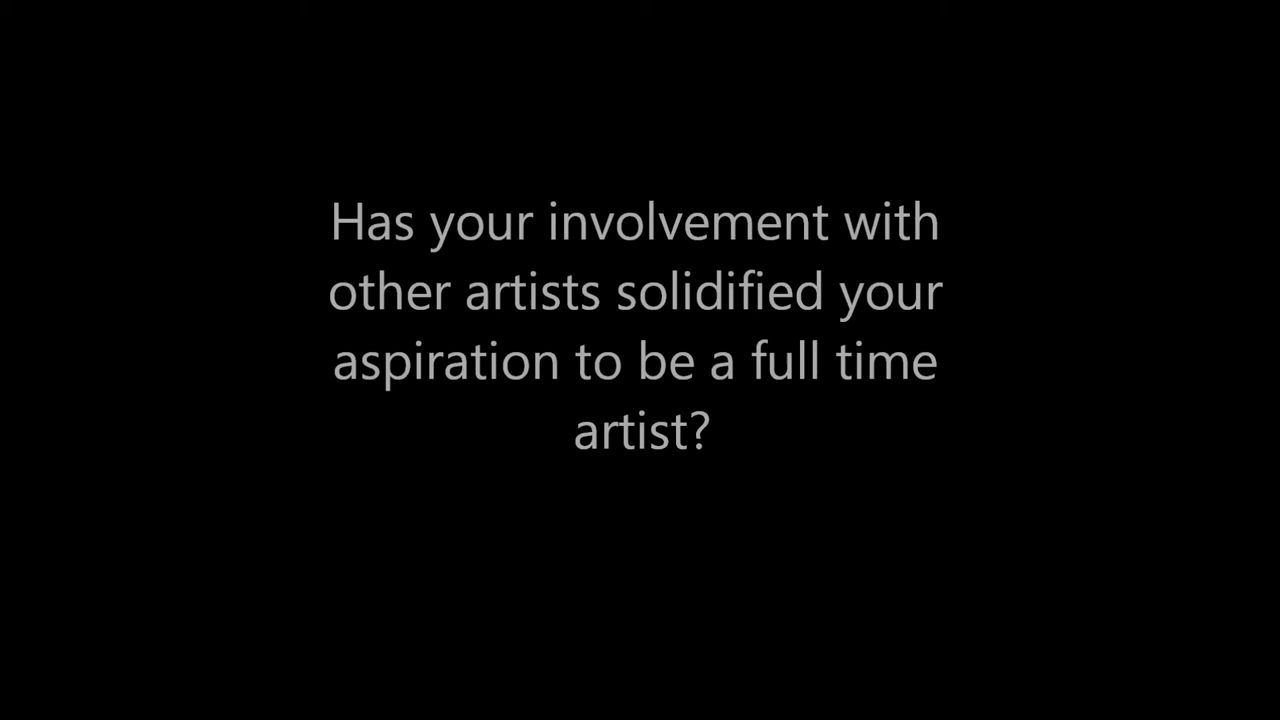 Has your involvement with
other artists solidified your
aspiration to be a full time
artist?